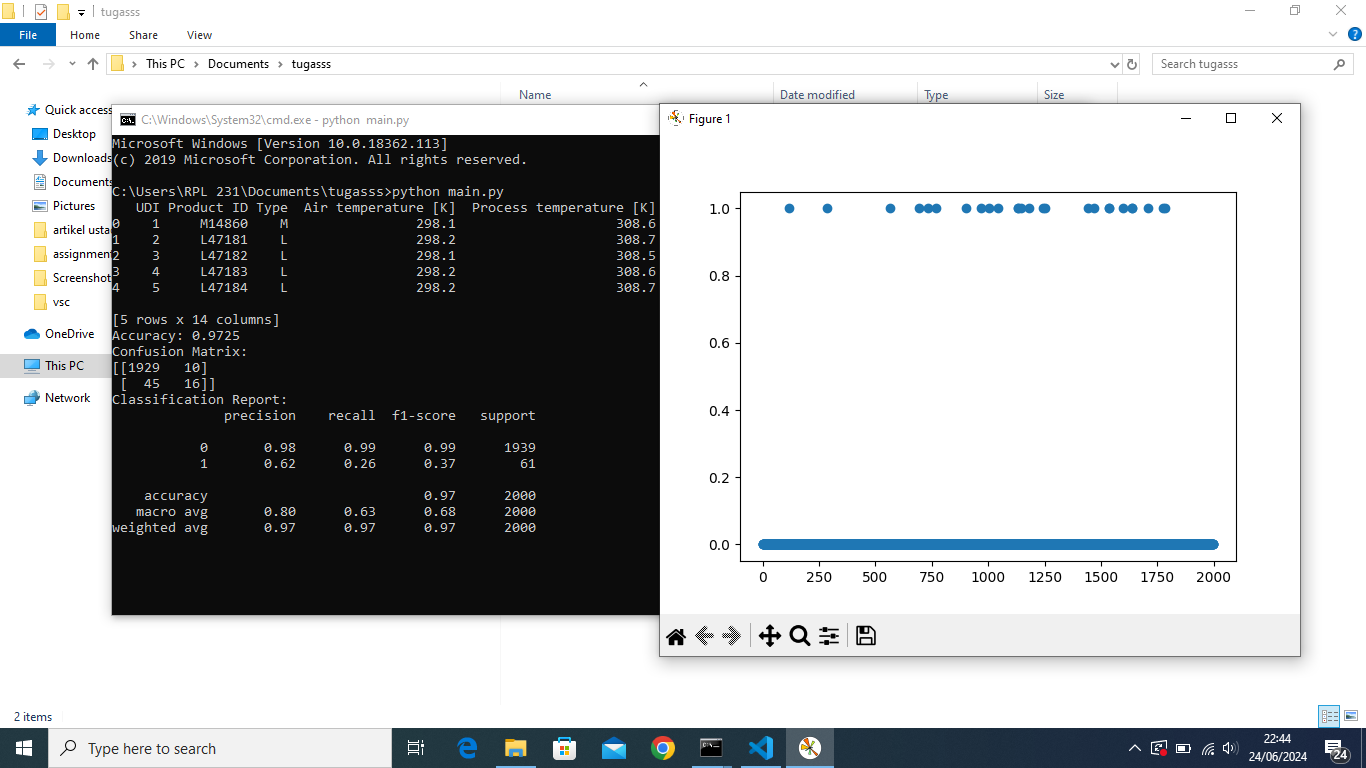 tugasss
File Home Share View
This PC Documents tugasss
Search tugasss
Name Date modified Type Size
Quick access
Desktop
Downloads
Documents
Pictures
artikel usta
assignment
Screenshot
vsc
OneDrive
This PC
Network
C:\Windows\System32\cmd.exe - python main.py
Microsoft Windows [Version 10.0.18362.113]
(c) 2019 Microsoft Corporation. All rights reserved.
C:\Users\RPL 231\Documents\tugasss>python main.py
UDI Product ID Type Air temperature [K] Process temperature [K]
0 1 M14860 M 298.1 308.6
1 2 L47181 L 298.2 308.7
2 3 L47182 L 298.1 308.5
3 4 L47183 L 298.2 308.6
4 5 L47184 L 298.2 308.7
[5 rows x 14 columns]
Accuracy: 0.9725
Confusion Matrix:
[[1929 10]
[ 45 16]]
Classification Report:
precision recall f1-score support
0 0.98 0.99 0.99 1939
1 0.62 0.26 0.37 61
accuracy 0.97 2000
macro avg 0.80 0.63 0.68 2000
weighted avg 0.97 0.97 0.97 2000
Figure 1
1.0
0.8
0.6
0.4
0.2
0.0
0 250 500 750 1000 1250 1500 1750 2000
2 items
Type here to search
22:44
24/06/2024
24